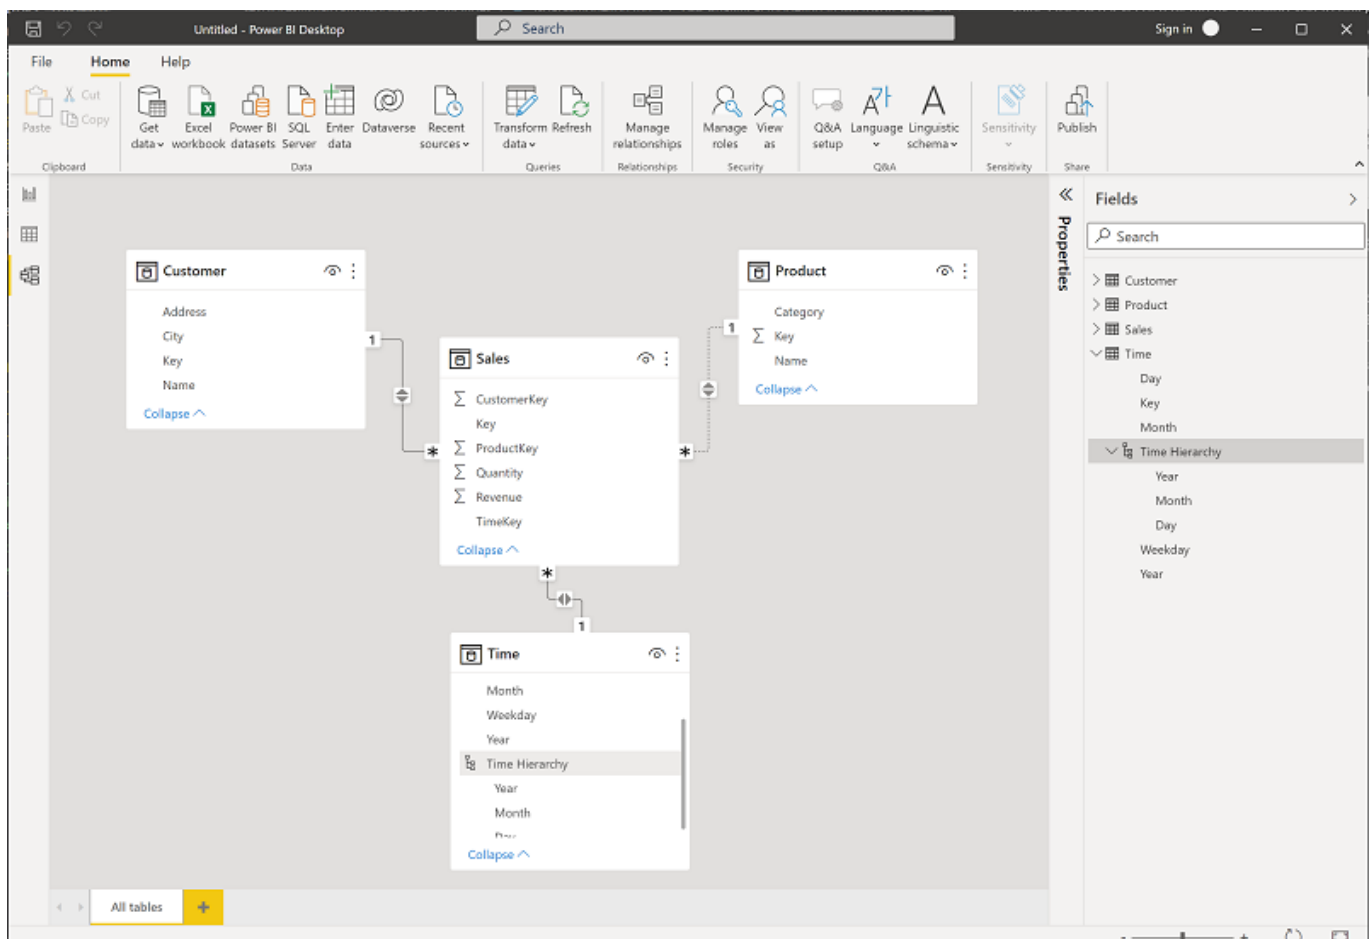 Untitled - Power BI Desktop
Search
Sign in
File Home Help
Paste
Cut
Copy
Clipboard
Get data
Excel workbook
Power BI datasets
SQL Server
Enter data
Dataverse
Recent sources
Data
Transform data
Refresh
Queries
Manage relationships
Relationships
Manage roles
View as
Security
Q&A setup
Language
Linguistic schema
Q&A
Sensitivity
Sensitivity
Publish
Share
Customer
Address
City
Key
Name
Collapse
1
*
Sales
CustomerKey
Key
ProductKey
Quantity
Revenue
TimeKey
Collapse
Product
Category
Key
Name
Collapse
1
*
*
1
Time
Month
Weekday
Year
Time Hierarchy
Year
Month
Day
Collapse
Properties
Fields
Search
Customer
Product
Sales
Time
Day
Key
Month
Time Hierarchy
Year
Month
Day
Weekday
Year
All tables